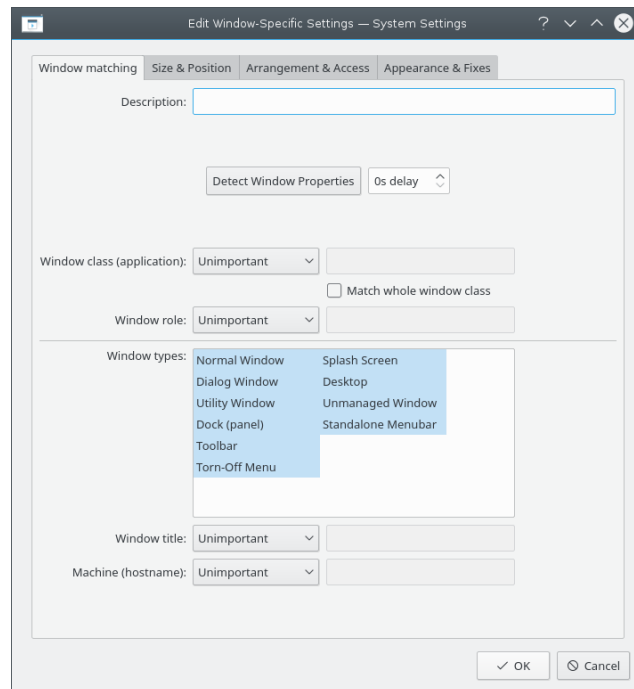 Edit Window-Specific Settings — System Settings
Window matching Size & Position Arrangement & Access Appearance & Fixes
Description:
Detect Window Properties 0s delay
Window class (application): Unimportant
Match whole window class
Window role: Unimportant
Window types: Normal Window Splash Screen
Dialog Window Desktop
Utility Window Unmanaged Window
Dock (panel) Standalone Menubar
Toolbar
Torn-Off Menu
Window title: Unimportant
Machine (hostname): Unimportant
OK Cancel